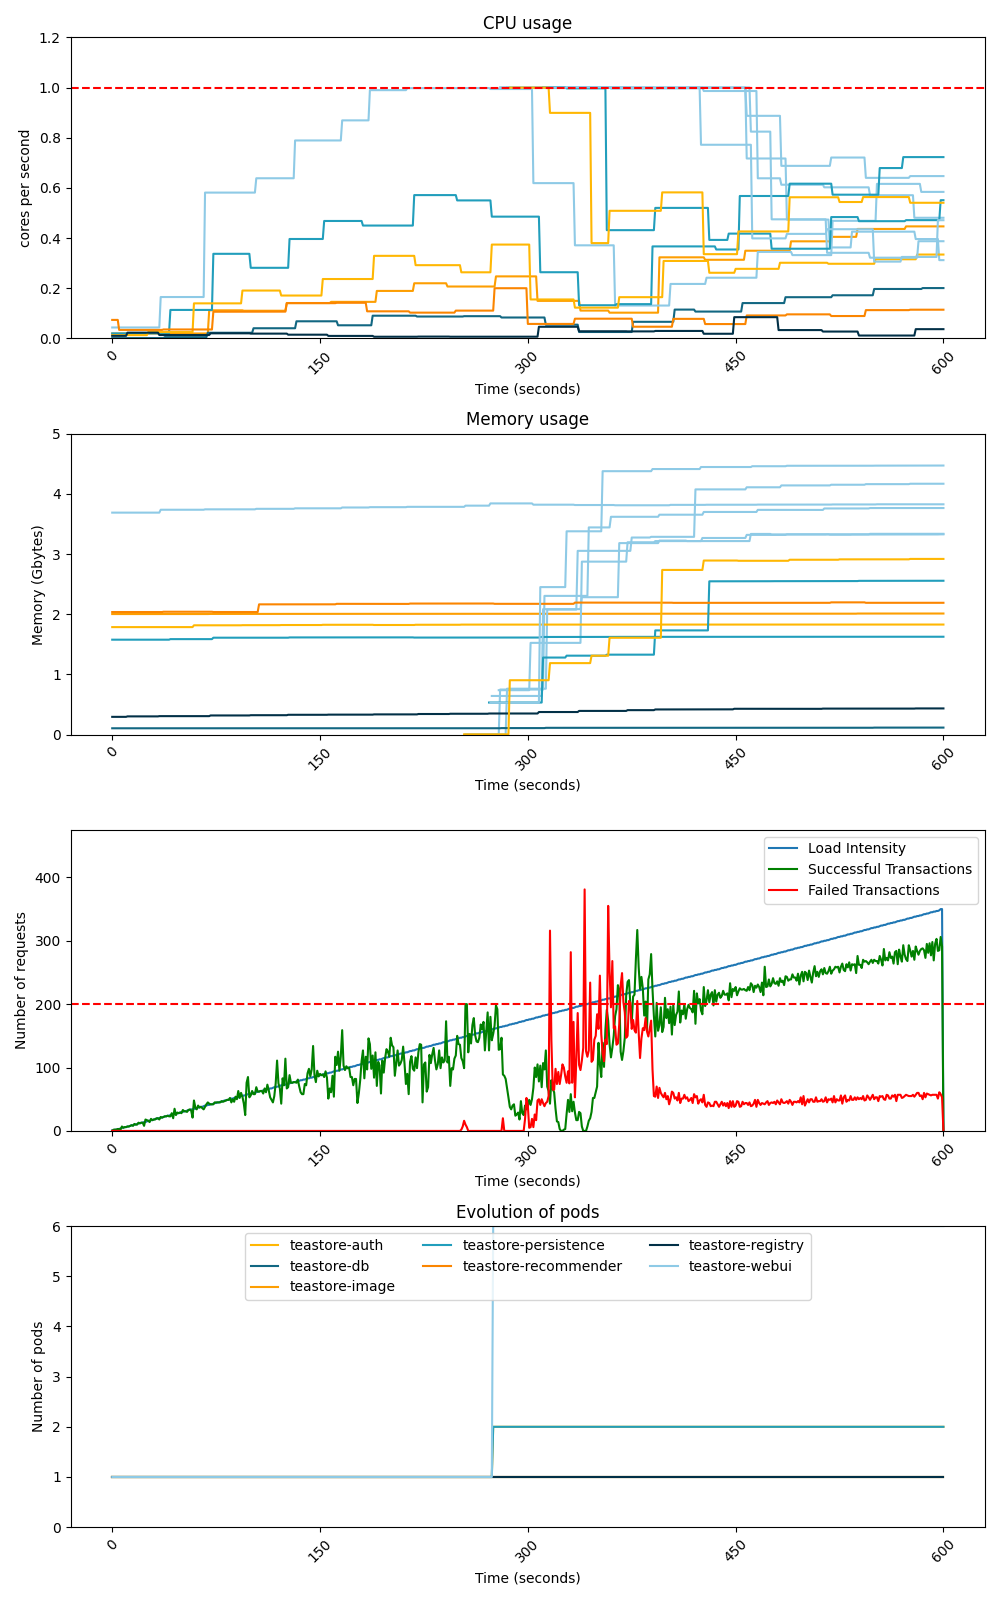 CPU usage
1.2
1.0
0.8
0.6
0.4
0.2
0.0
cores per second
0
150
300
450
600
Time (seconds)
Memory usage
5
4
3
2
1
0
Memory (Gbytes)
0
150
300
450
600
Time (seconds)
400
300
200
100
0
Number of requests
Load Intensity
Successful Transactions
Failed Transactions
0
150
300
450
600
Time (seconds)
Evolution of pods
6
5
4
3
2
1
0
Number of pods
teastore-auth
teastore-db
teastore-image
teastore-persistence
teastore-recommender
teastore-registry
teastore-webui
0
150
300
450
600
Time (seconds)